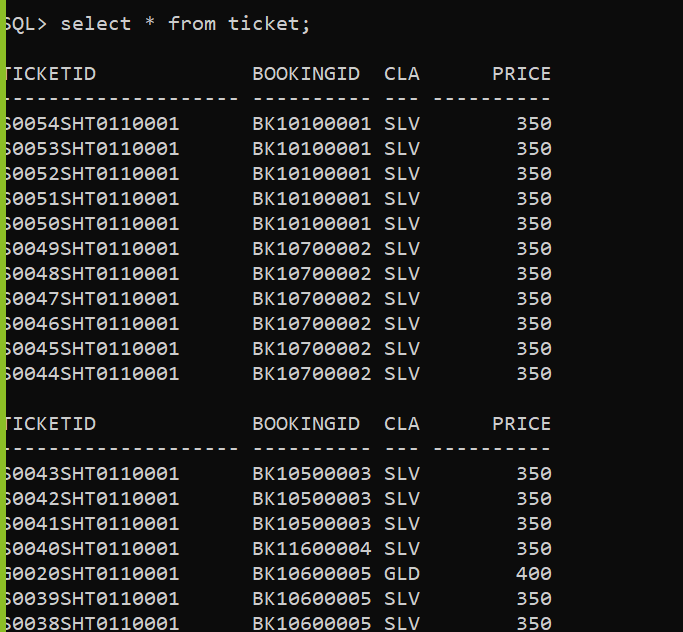 SQL> select * from ticket;
TICKETID BOOKINGID CLA PRICE
-------------------- ---------- --- ----------
S0054SHT0110001 BK10100001 SLV 350
S0053SHT0110001 BK10100001 SLV 350
S0052SHT0110001 BK10100001 SLV 350
S0051SHT0110001 BK10100001 SLV 350
S0050SHT0110001 BK10100001 SLV 350
S0049SHT0110001 BK10700002 SLV 350
S0048SHT0110001 BK10700002 SLV 350
S0047SHT0110001 BK10700002 SLV 350
S0046SHT0110001 BK10700002 SLV 350
S0045SHT0110001 BK10700002 SLV 350
S0044SHT0110001 BK10700002 SLV 350
TICKETID BOOKINGID CLA PRICE
-------------------- ---------- --- ----------
S0043SHT0110001 BK10500003 SLV 350
S0042SHT0110001 BK10500003 SLV 350
S0041SHT0110001 BK10500003 SLV 350
S0040SHT0110001 BK11600004 SLV 350
G0020SHT0110001 BK10600005 GLD 400
S0039SHT0110001 BK10600005 SLV 350
S0038SHT0110001 BK10600005 SLV 350